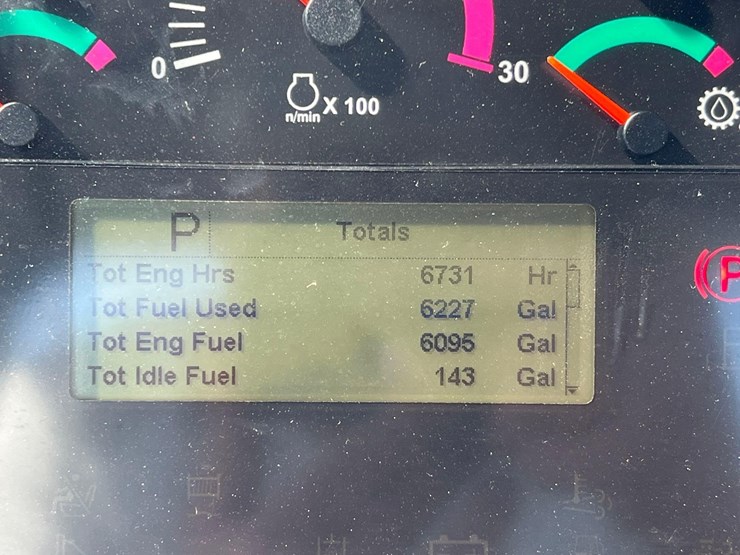 0
30
n/min X 100
P Totals
Tot Eng Hrs 6731 Hr
Tot Fuel Used 6227 Gal
Tot Eng Fuel 6095 Gal
Tot Idle Fuel 143 Gal
P